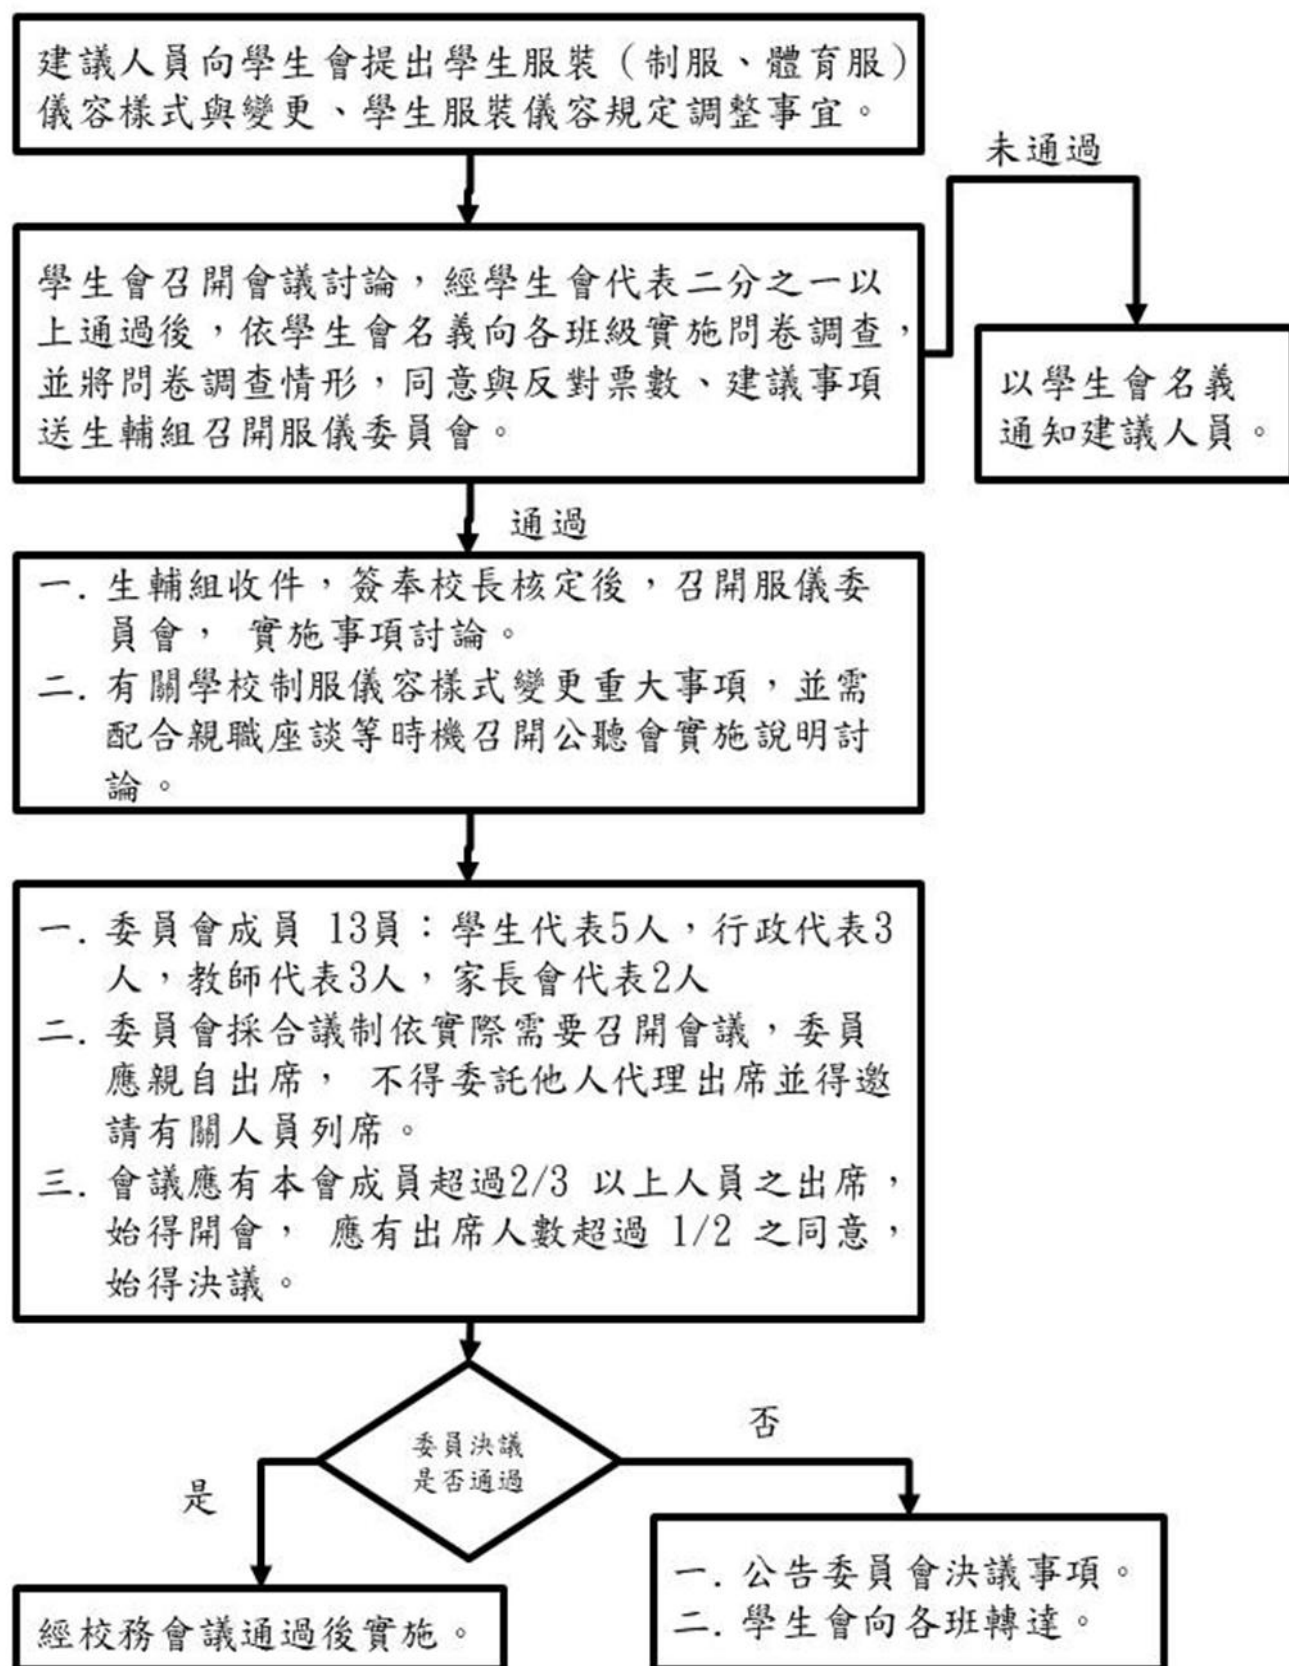 建議人員向學生會提出學生服裝（制服、體育服）
儀容樣式與變更、學生服裝儀容規定調整事宜。
未通過
學生會召開會議討論，經學生會代表二分之一以
上通過後，依學生會名義向各班級實施問卷調查，
並將問卷調查情形，同意與反對票數、建議事項
送生輔組召開服儀委員會。
以學生會名義
通知建議人員。
通過
一. 生輔組收件，簽奉校長核定後，召開服儀委
員會， 實施事項討論。
二. 有關學校制服儀容樣式變更重大事項，並需
配合親職座談等時機召開公聽會實施說明討
論。
一. 委員會成員 13員：學生代表5人，行政代表3
人，教師代表3人，家長會代表2人
二. 委員會採合議制依實際需要召開會議，委員
應親自出席， 不得委託他人代理出席並得邀
請有關人員列席。
三. 會議應有本會成員超過2/3 以上人員之出席，
始得開會， 應有出席人數超過 1/2 之同意，
始得決議。
委員決議
是否通過
否
是
一. 公告委員會決議事項。
二. 學生會向各班轉達。
經校務會議通過後實施。